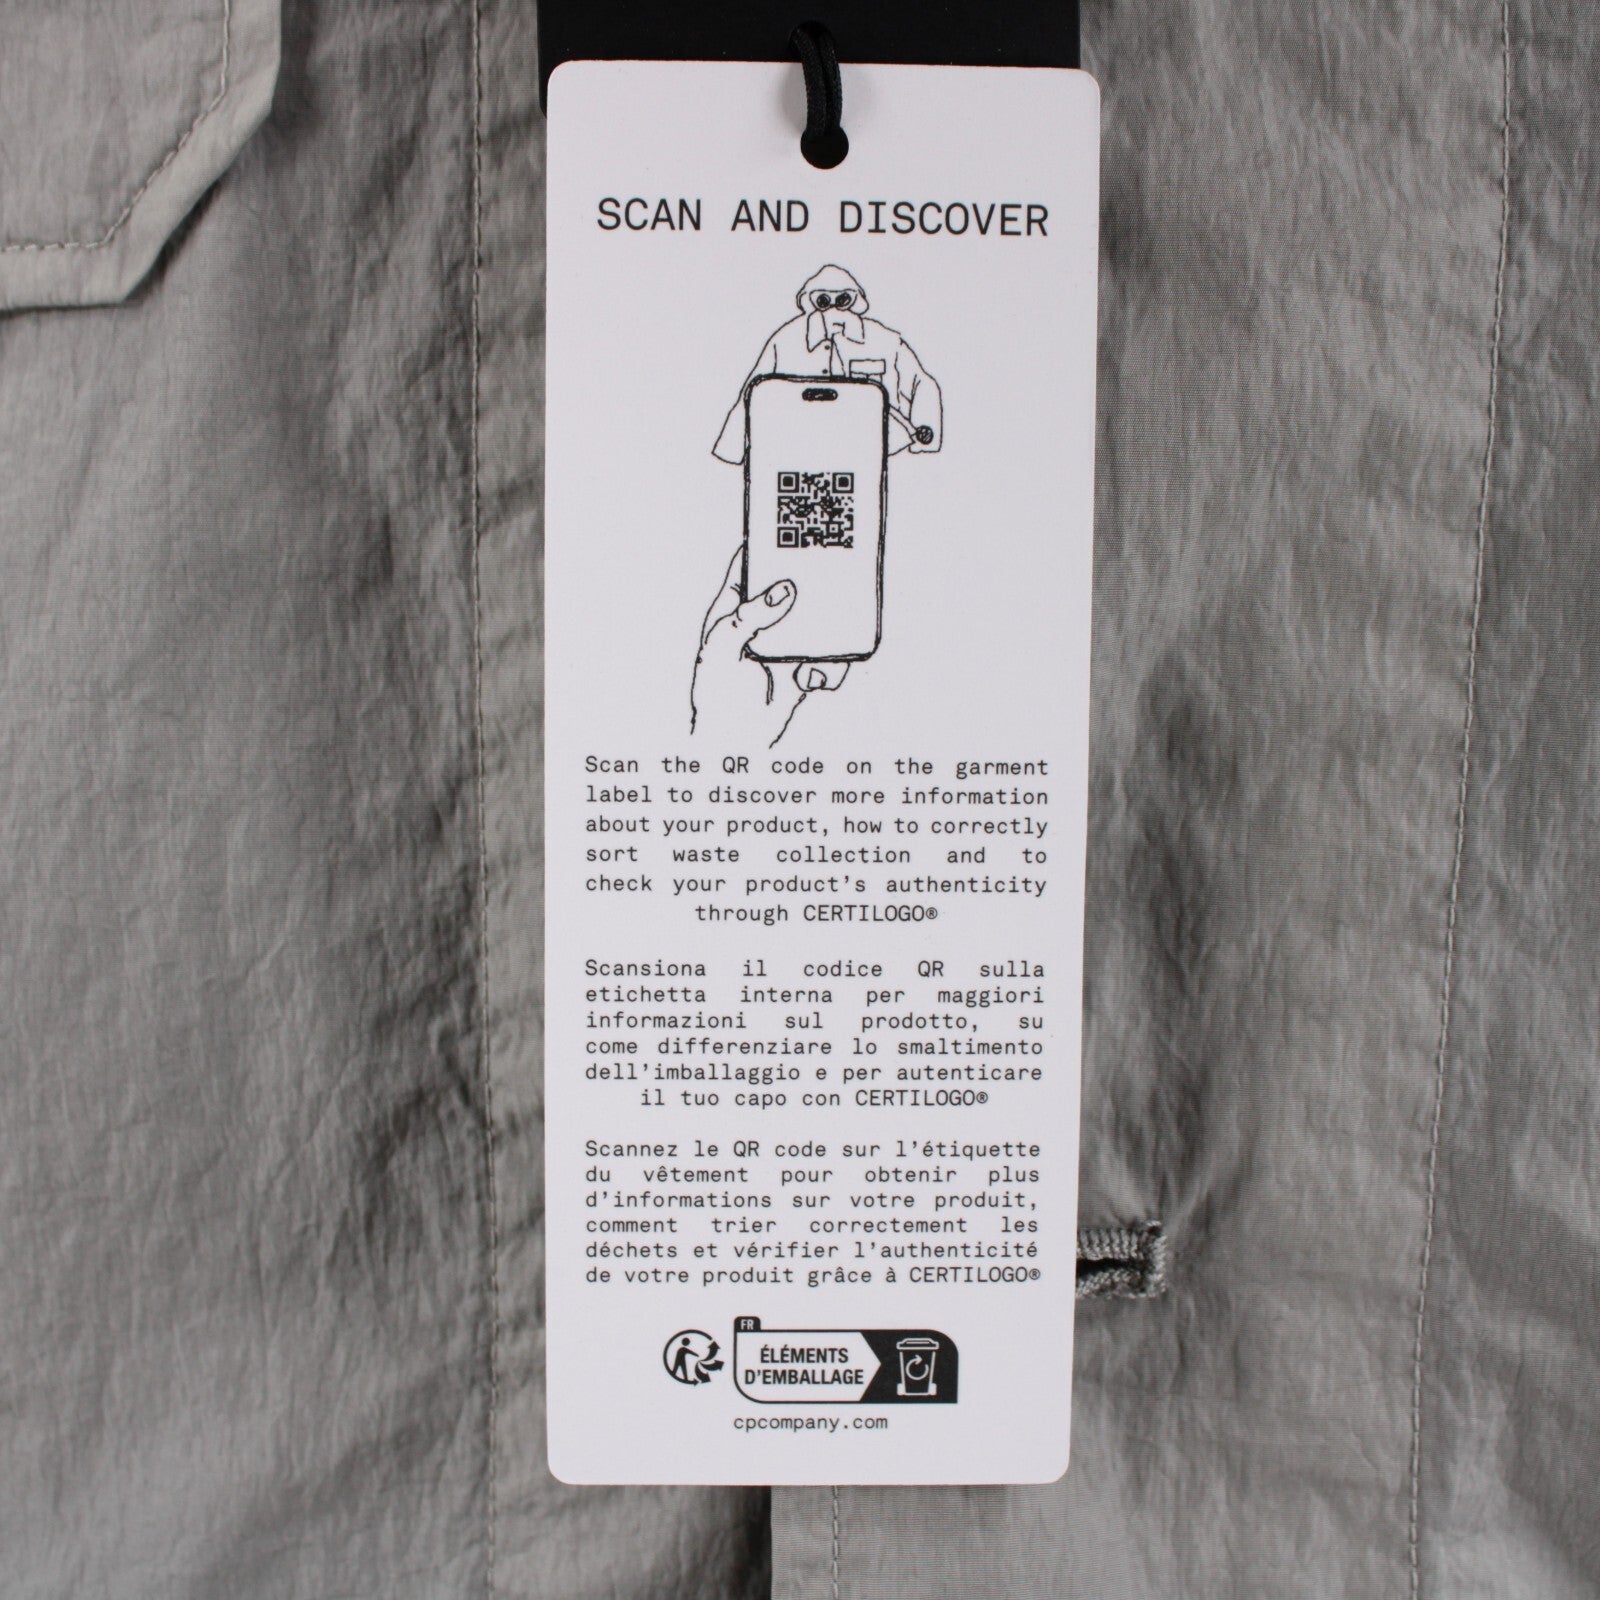 SCAN AND DISCOVER
Scan the QR code on the garment
label to discover more information
about your product, how to correctly
sort waste collection and to
check your product's authenticity
through CERTILOGO®
Scansiona il codice QR sulla
etichetta interna per maggiori
informazioni sul prodotto, su
come differenziare lo smaltimento
dell'imballaggio e per autenticare
il tuo capo con CERTILOGO®
Scannez le QR code sur l'étiquette
du vêtement pour obtenir plus
d'informations sur votre produit,
comment trier correctement les
déchets et vérifier l'authenticité
de votre produit grâce à CERTILOGO®
FR
ÉLÉMENTS
D'EMBALLAGE
cpcompany.com